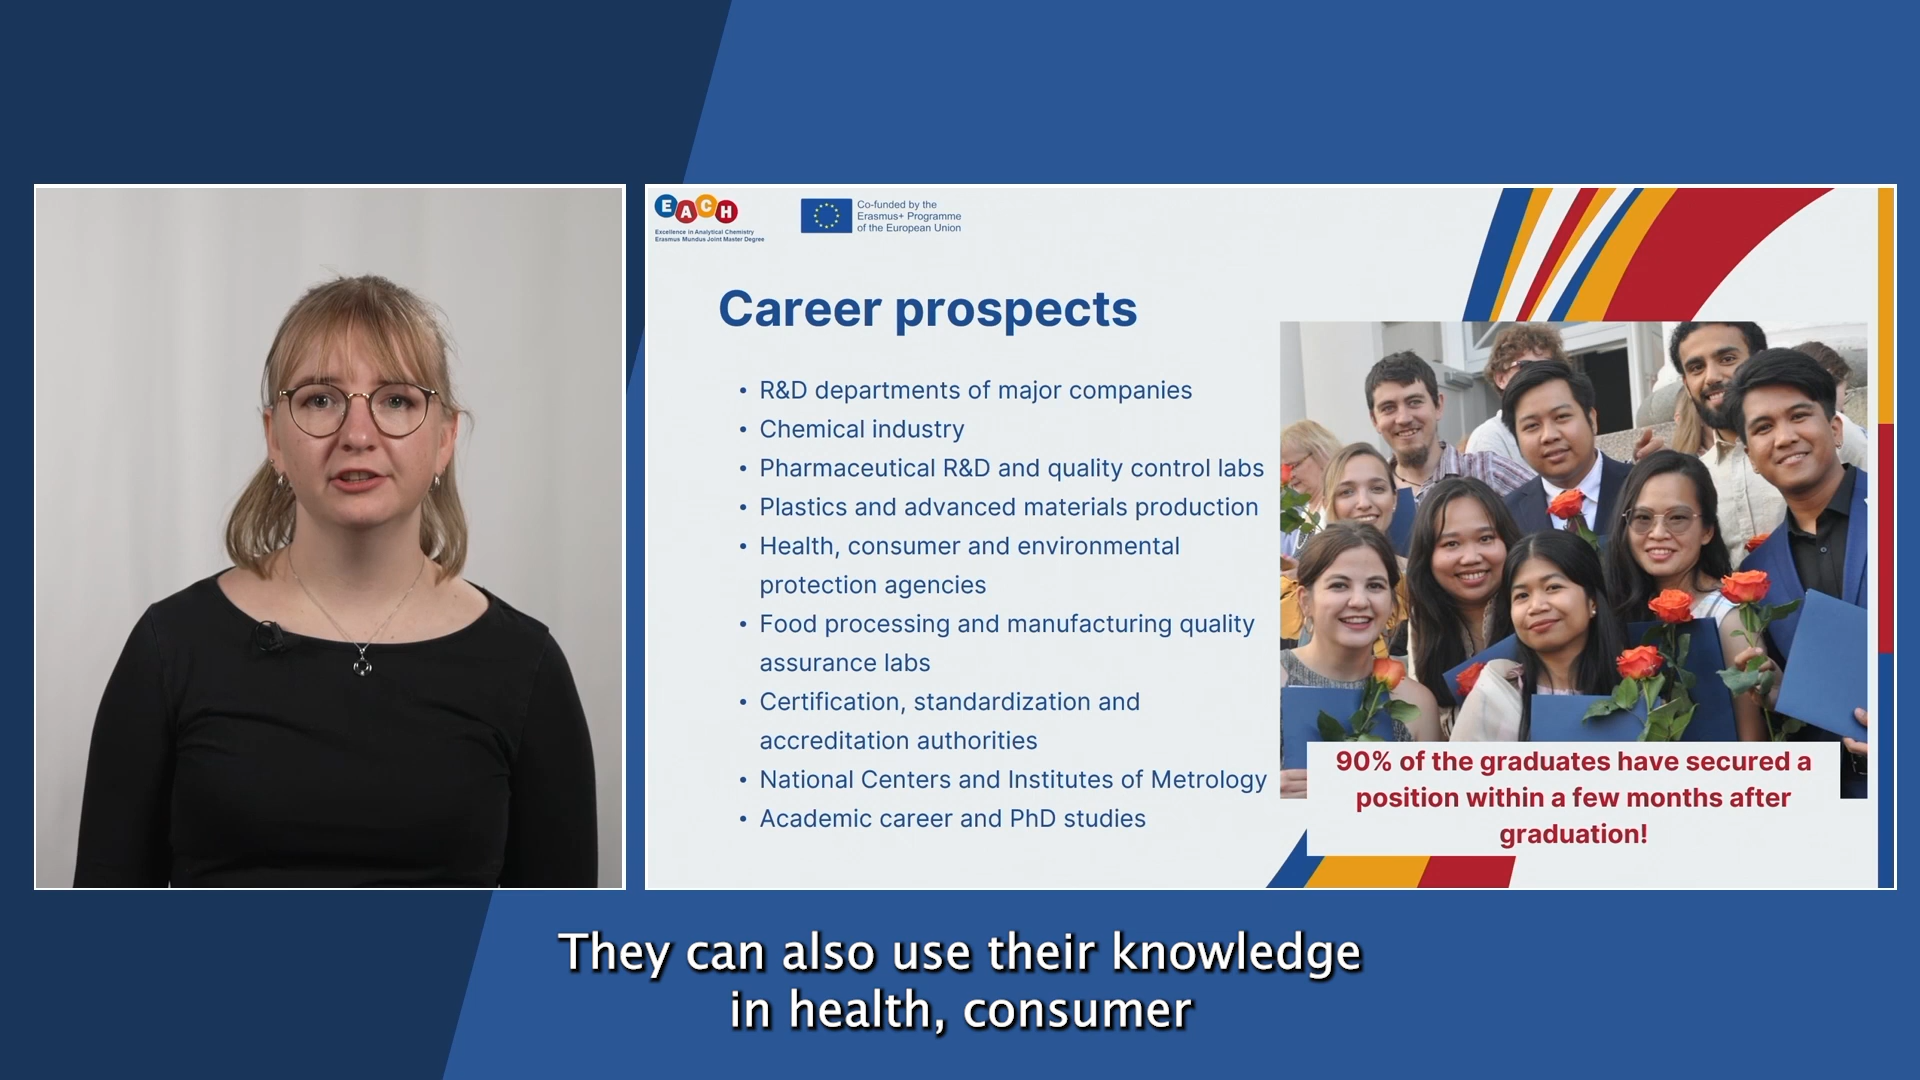 EACH
Excellence in Analytical Chemistry
Erasmus Mundus Joint Master Degree
Co-funded by the
Erasmus+ Programme
of the European Union
Career prospects
• R&D departments of major companies
• Chemical industry
• Pharmaceutical R&D and quality control labs
• Plastics and advanced materials production
• Health, consumer and environmental
protection agencies
• Food processing and manufacturing quality
assurance labs
• Certification, standardization and
accreditation authorities
• National Centers and Institutes of Metrology
• Academic career and PhD studies
90% of the graduates have secured a
position within a few months after
graduation!
They can also use their knowledge
in health, consumer